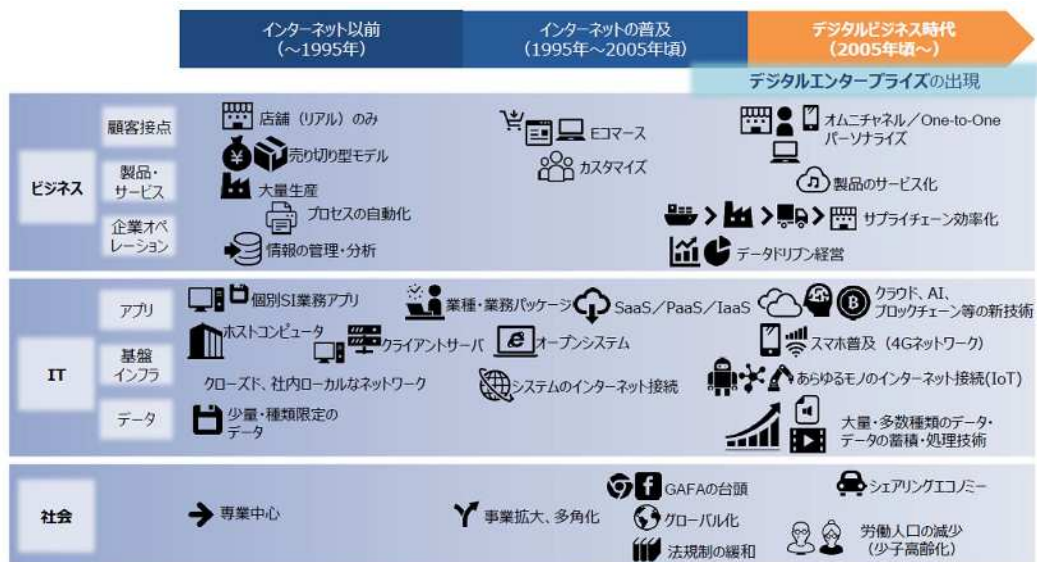 インターネット以前
(～1995年)
インターネットの普及
(1995年～2005年頃)
デジタルビジネス時代
(2005年頃～)
デジタルエンタープライズの出現
ビジネス
顧客接点
店舗（リアル）のみ
売り切り型モデル
Eコマース
カスタマイズ
オムニチャネル／One-to-One
パーソナライズ
製品・
サービス
大量生産
製品のサービス化
企業オペ
レーション
プロセスの自動化
情報の管理・分析
サプライチェーン効率化
データドリブン経営
IT
アプリ
個別SI業務アプリ
業種・業務パッケージ
SaaS／PaaS／IaaS
クラウド、AI、
ブロックチェーン等の新技術
基盤
インフラ
ホストコンピュータ
クライアントサーバ
オープンシステム
スマホ普及（4Gネットワーク）
クローズド、社内ローカルなネットワーク
システムのインターネット接続
あらゆるモノのインターネット接続(IoT)
データ
少量・種類限定の
データ
大量・多数種類のデータ・
データの蓄積・処理技術
社会
専業中心
事業拡大、多角化
GAFAの台頭
グローバル化
法規制の緩和
シェアリングエコノミー
労働人口の減少
(少子高齢化)